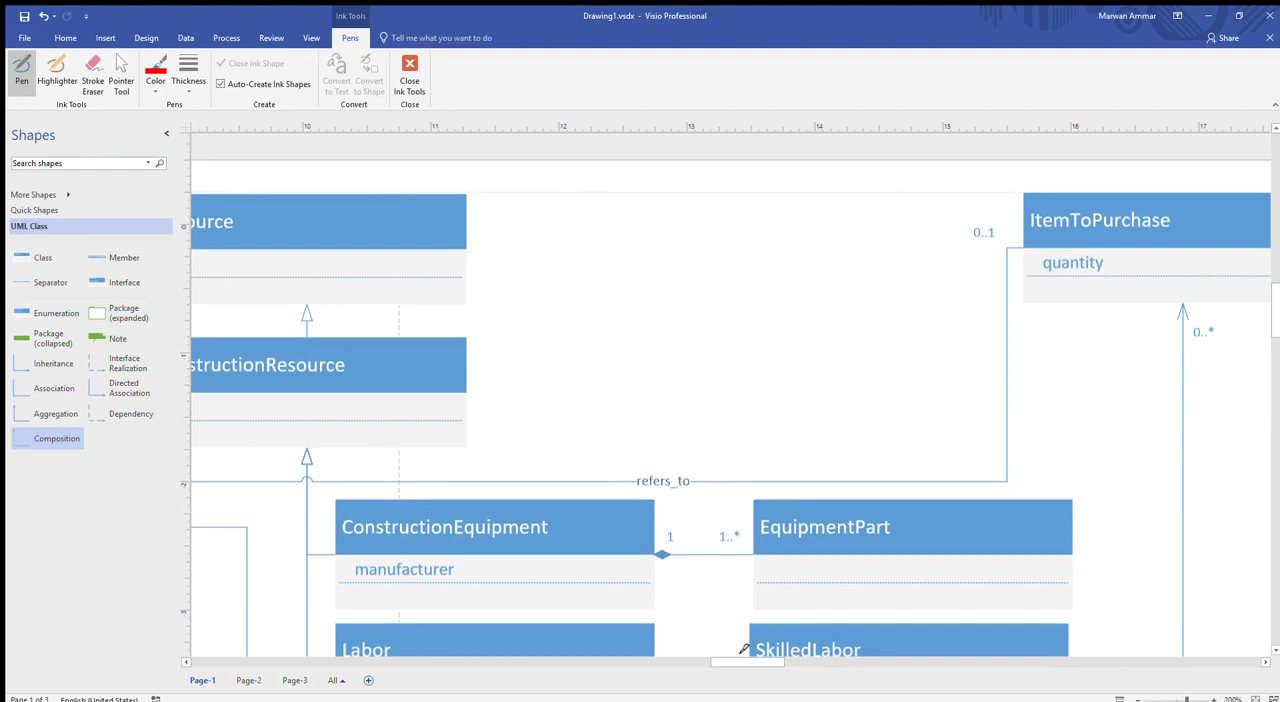 Ink Tools
Drawing1.vsdx - Visio Professional
Marwan Ammar
File Home Insert Design Data Process Review View Pens Tell me what you want to do
Share
Pen Highlighter Stroke Eraser Pointer Tool
Color Thickness
Close Ink Shape
Auto-Create Ink Shapes
Convert to Text Convert to Shape
Close Ink Tools
Ink Tools Pens Create Convert Close
Shapes
Search shapes
More Shapes
Quick Shapes
UML Class
Class Member
Separator Interface
Enumeration Package (expanded)
Package (collapsed) Note
Inheritance Interface Realization
Association Directed Association
Aggregation Dependency
Composition
10 11 12 13 14 15 16 17
0
1
2
3
ource
structionResource
0..1
ItemToPurchase
quantity
0..*
refers_to
ConstructionEquipment
manufacturer
1 1..*
EquipmentPart
Labor
SkilledLabor
Page-1 Page-2 Page-3 All
Page 1 of 3 English (United States)
200%